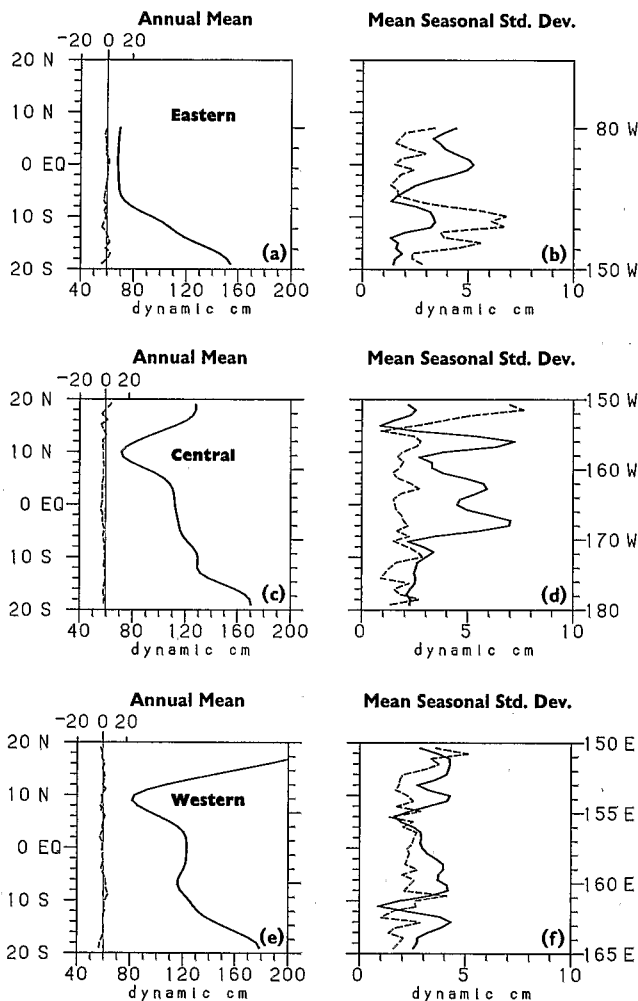 Annual Mean
Mean Seasonal Std. Dev.
-20 0 20
20 N
10 N
0 EQ
10 S
20 S
Eastern
(a)
40 80 120 160 200
dynamic cm
80 W
150 W
(b)
0 5 10
dynamic cm
Annual Mean
Mean Seasonal Std. Dev.
-20 0 20
20 N
10 N
0 EQ
10 S
20 S
Central
(c)
40 80 120 160 200
dynamic cm
150 W
160 W
170 W
180
(d)
0 5 10
dynamic cm
Annual Mean
Mean Seasonal Std. Dev.
-20 0 20
20 N
10 N
0 EQ
10 S
20 S
Western
(e)
40 80 120 160 200
dynamic cm
150 E
155 E
160 E
165 E
(f)
0 5 10
dynamic cm